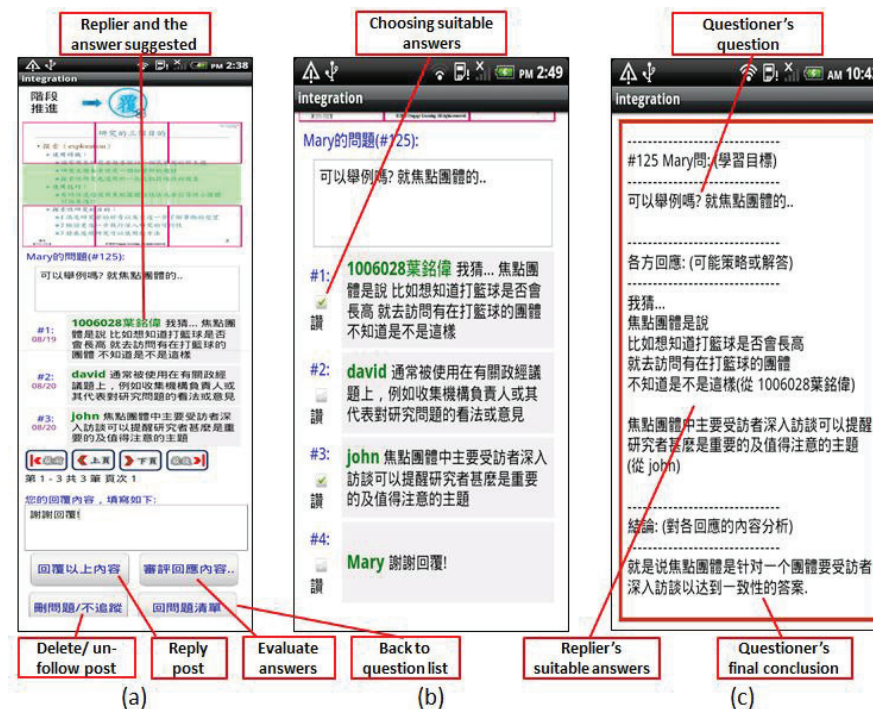 Replier and the
answer suggested
Choosing suitable
answers
Questioner's
question
PM 2:38
integration
階段
推進
覆
研究的三個目的
探索 (exploration)
Mary的問題(#125):
可以舉例嗎? 就焦點團體的..
#1:
08/19
1006028葉銘偉 我猜... 焦點團
體是說 比如想知道打籃球是否
會長高 就去訪問有在打籃球的
團體 不知道是不是這樣
#2:
08/20
david 通常被使用在有關政經
議題上，例如收集機構負責人或
其代表對研究問題的看法或意見
#3:
08/20
john 焦點團體中主要受訪者深
入訪談可以提醒研究者甚麼是重
要的及值得注意的主題
上頁
下頁
第 1 - 3 共 3 筆 頁次 1
您的回覆內容，填寫如下:
謝謝回覆!
回覆以上內容
審評回應內容..
刪問題/不追蹤
回問題清單
Delete/ un-
follow post
Reply
post
Evaluate
answers
Back to
question list
(a)
PM 2:49
integration
Mary的問題(#125):
可以舉例嗎? 就焦點團體的..
#1:
讚
1006028葉銘偉 我猜... 焦點團
體是說 比如想知道打籃球是否會
長高 就去訪問有在打籃球的團體
不知道是不是這樣
#2:
讚
david 通常被使用在有關政經議
題上，例如收集機構負責人或其
代表對研究問題的看法或意見
#3:
讚
john 焦點團體中主要受訪者深入
訪談可以提醒研究者甚麼是重要
的及值得注意的主題
#4:
讚
Mary 謝謝回覆!
(b)
AM 10:4
integration
#125 Mary問: (學習目標)
可以舉例嗎? 就焦點團體的..
各方回應: (可能策略或解答)
我猜...
焦點團體是說
比如想知道打籃球是否會長高
就去訪問有在打籃球的團體
不知道是不是這樣(從 1006028葉銘偉)
焦點團體中主要受訪者深入訪談可以提醒
研究者甚麼是重要的及值得注意的主題
(從 john)
結論: (對各回應的內容分析)
就是说焦點團體是针对一个團體要受訪者
深入訪談以达到一致性的答案.
Replier's
suitable answers
Questioner's
final conclusion
(c)